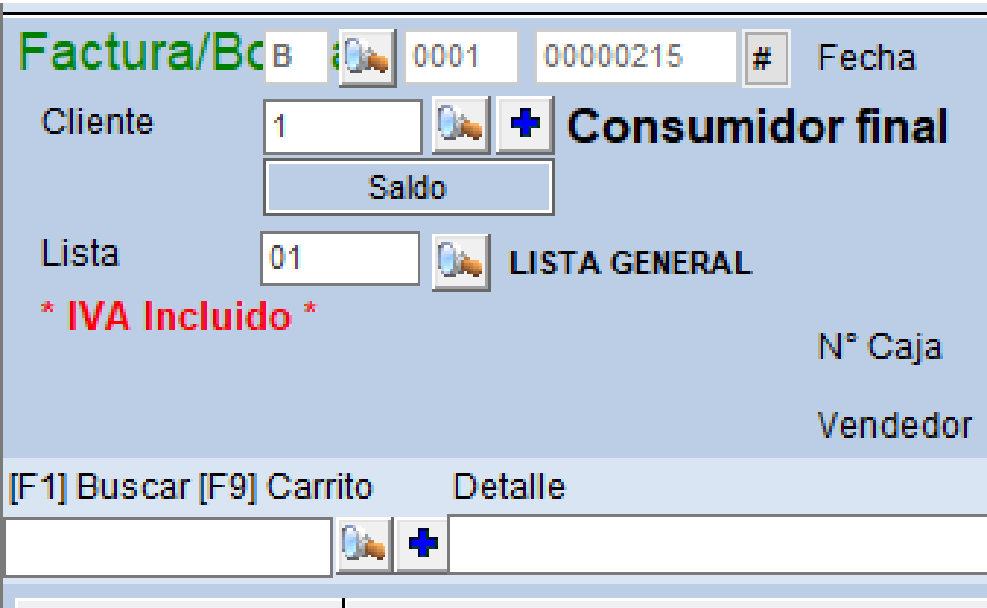 Factura/Bo B a 0001 00000215 # Fecha
Cliente 1 Consumidor final
Saldo
Lista 01 LISTA GENERAL
* IVA Incluido *
N° Caja
Vendedor
[F1] Buscar [F9] Carrito Detalle